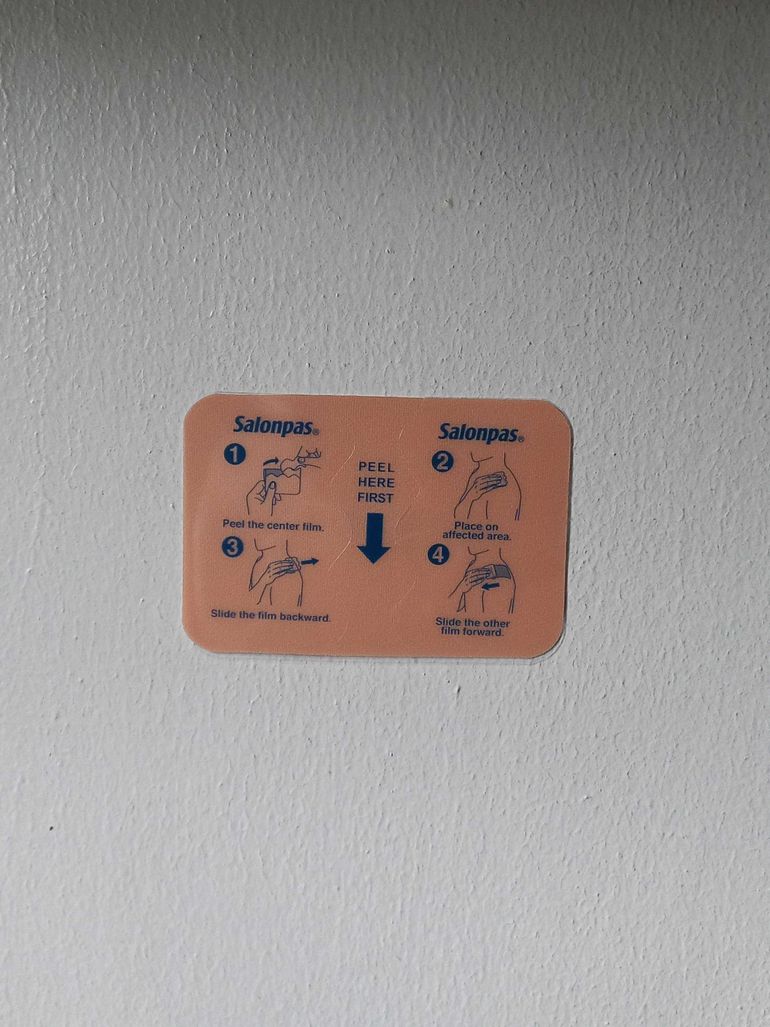 Salonpas®
1
Peel the center film.
PEEL
HERE
FIRST
Salonpas®
2
Place on
affected area.
3
Slide the film backward.
4
Slide the other
film forward.